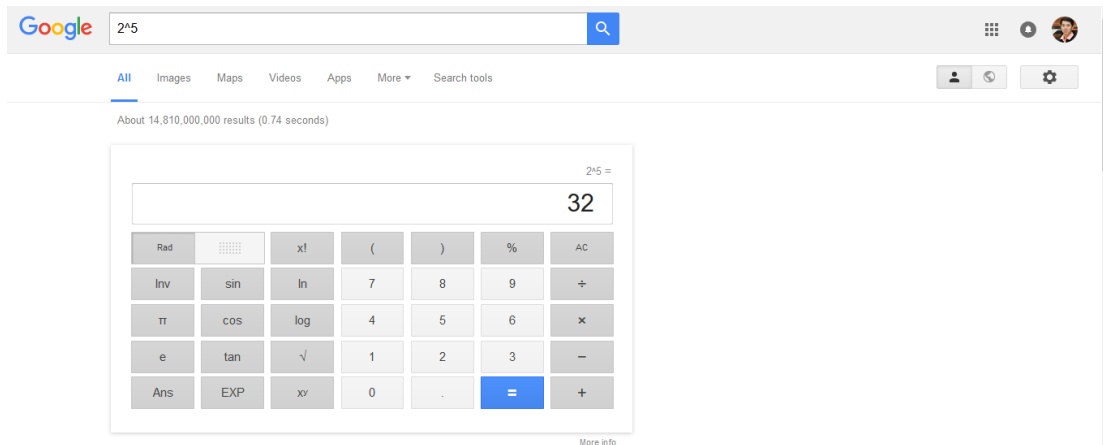 Google 2^5
All Images Maps Videos Apps More ▾ Search tools
About 14,810,000,000 results (0.74 seconds)
2^5 =
32
Rad x! ( ) % AC
Inv sin ln 7 8 9 ÷
π cos log 4 5 6 ×
e tan √ 1 2 3 −
Ans EXP xʸ 0 . = +
More info